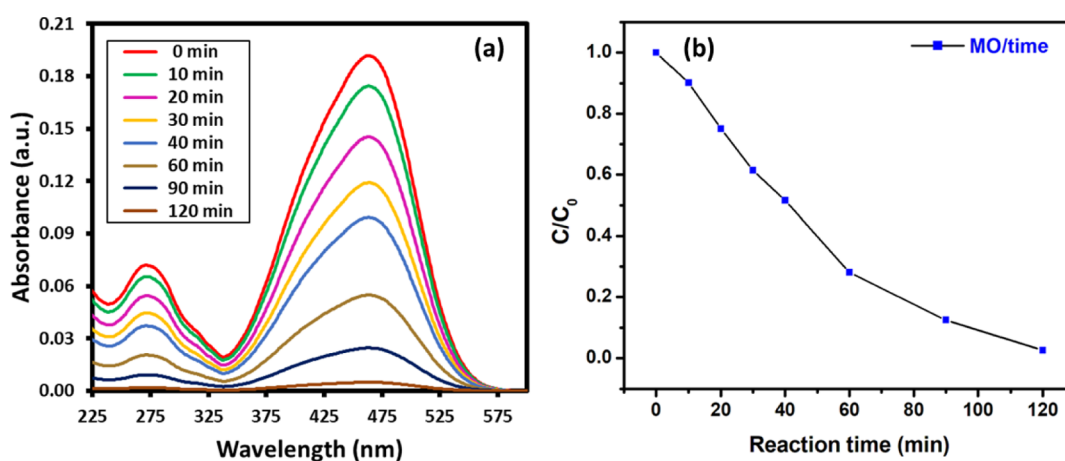 (a)
Absorbance (a.u.)
0.21
0.18
0.15
0.12
0.09
0.06
0.03
0.00
0 min
10 min
20 min
30 min
40 min
60 min
90 min
120 min
225 275 325 375 425 475 525 575
Wavelength (nm)
(b)
MO/time
C/C₀
1.0
0.8
0.6
0.4
0.2
0.0
0 20 40 60 80 100 120
Reaction time (min)